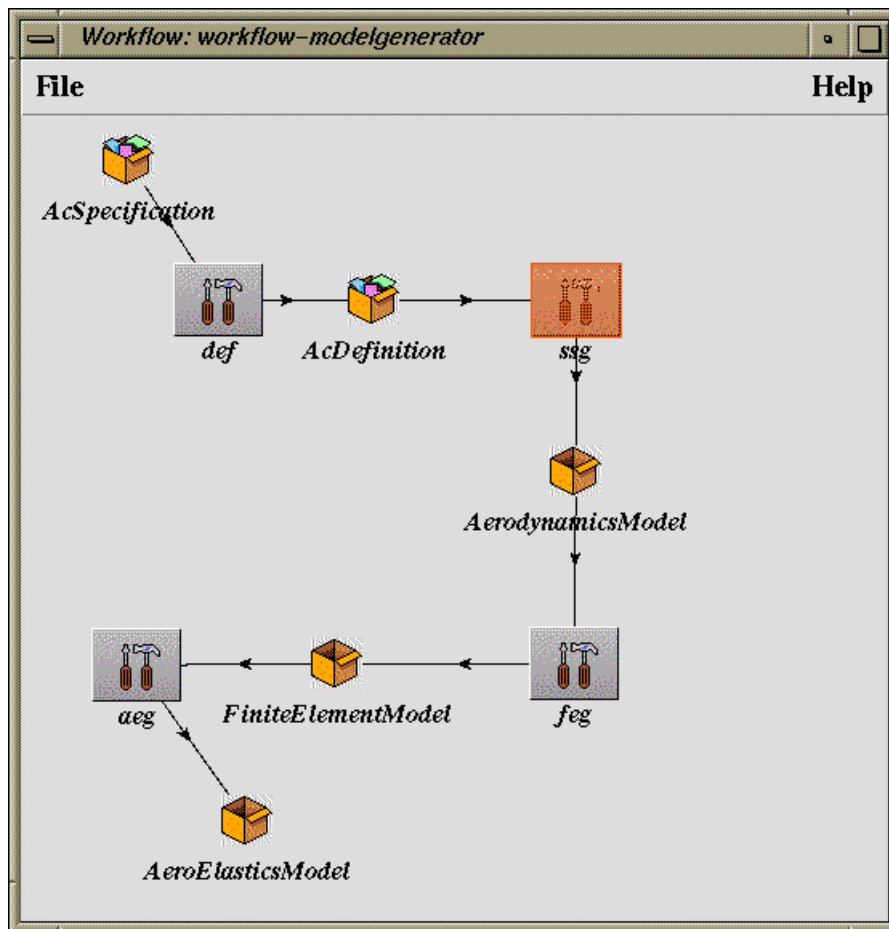 Workflow: workflow-modelgenerator
File Help
AcSpecification
def AcDefinition ssg
AerodynamicsModel
aeg FiniteElementModel feg
AeroElasticsModel